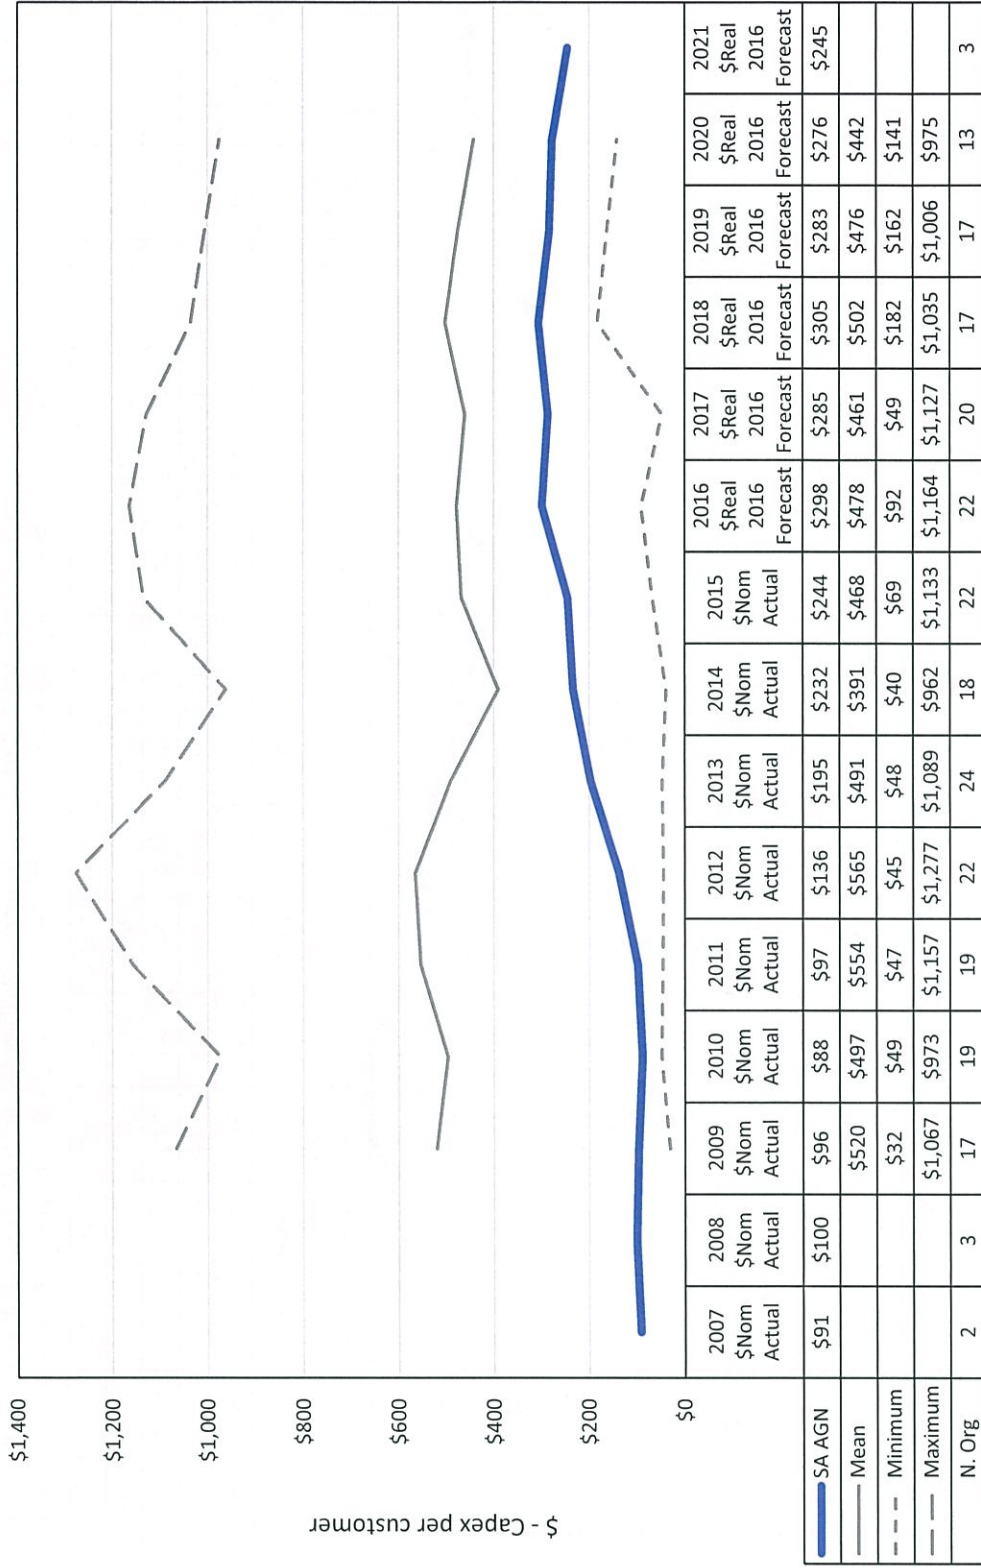 $1,400
$1,200
$1,000
$800
$600
$400
$200
$0
$ - Capex per customer
2007 2008 2009 2010 2011 2012 2013 2014 2015 2016 2017 2018 2019 2020 2021
$Nom $Nom $Nom $Nom $Nom $Nom $Nom $Nom $Nom $Real $Real $Real $Real $Real $Real
Actual Actual Actual Actual Actual Actual Actual Actual Actual 2016 2016 2016 2016 2016 2016
Forecast Forecast Forecast Forecast Forecast Forecast
SA AGN $91 $100 $96 $88 $97 $136 $195 $232 $244 $298 $285 $305 $283 $276 $245
Mean $520 $497 $554 $565 $491 $391 $468 $478 $461 $502 $476 $442
Minimum $32 $49 $47 $45 $48 $40 $69 $92 $49 $182 $162 $141
Maximum $1,067 $973 $1,157 $1,277 $1,089 $962 $1,133 $1,164 $1,127 $1,035 $1,006 $975
N. Org 2 3 17 19 19 22 24 18 22 22 20 17 17 13 3